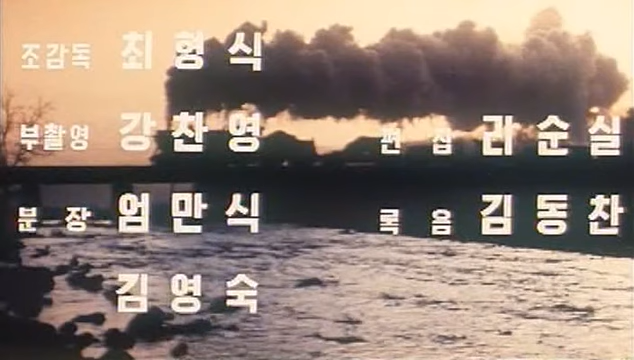 조감독 최형식
부촬영 강찬영 편 집 라순실
분 장 엄만식 록 음 김동찬
김영숙